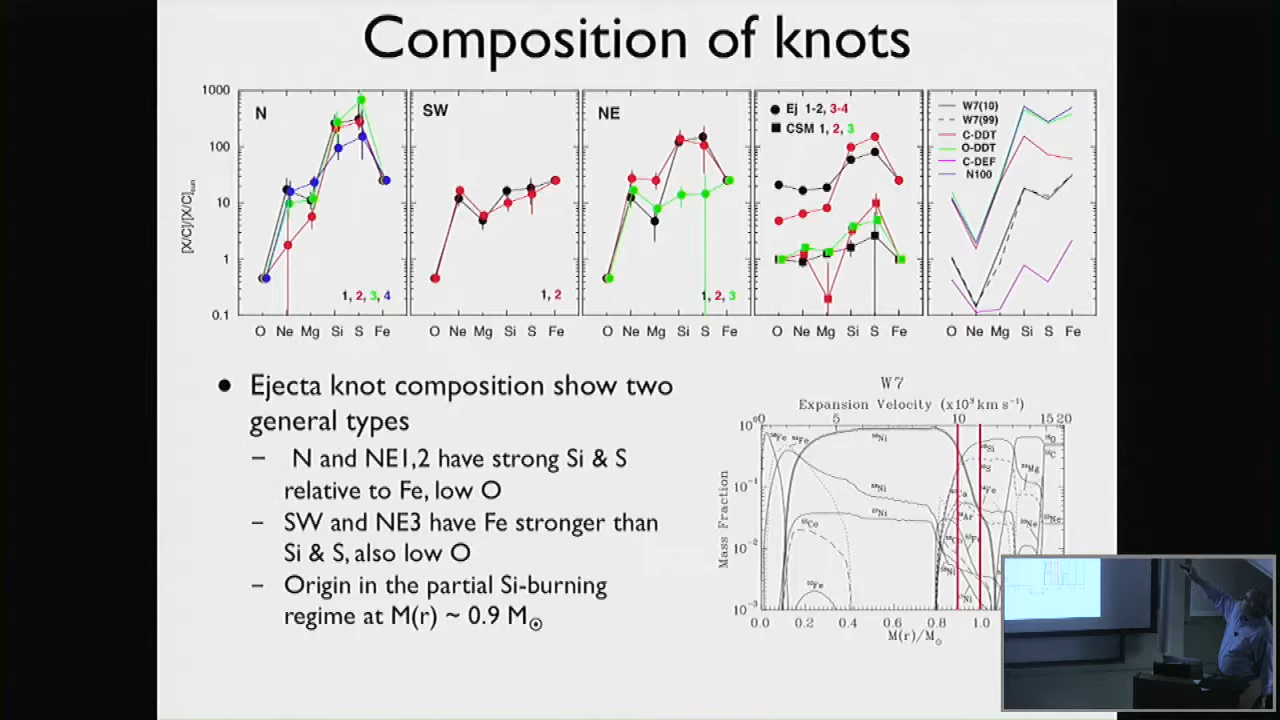 Composition of knots
N
SW
NE
Ej 1-2, 3-4
CSM 1, 2, 3
W7(10)
W7(99)
C-DDT
O-DDT
C-DEF
N100
1000
100
10
1
0.1
[X/C]/[X/C]sun
1, 2, 3, 4
1, 2
1, 2, 3
O Ne Mg Si S Fe
O Ne Mg Si S Fe
O Ne Mg Si S Fe
O Ne Mg Si S Fe
O Ne Mg Si S Fe
● Ejecta knot composition show two
general types
– N and NE1,2 have strong Si & S
relative to Fe, low O
– SW and NE3 have Fe stronger than
Si & S, also low O
– Origin in the partial Si-burning
regime at M(r) ~ 0.9 M☉
W7
Expansion Velocity (x10³km s⁻¹)
0 5 10 15 20
Mass Fraction
10⁰
10⁻¹
10⁻²
10⁻³
0.0 0.2 0.4 0.6 0.8 1.0
M(r)/M☉